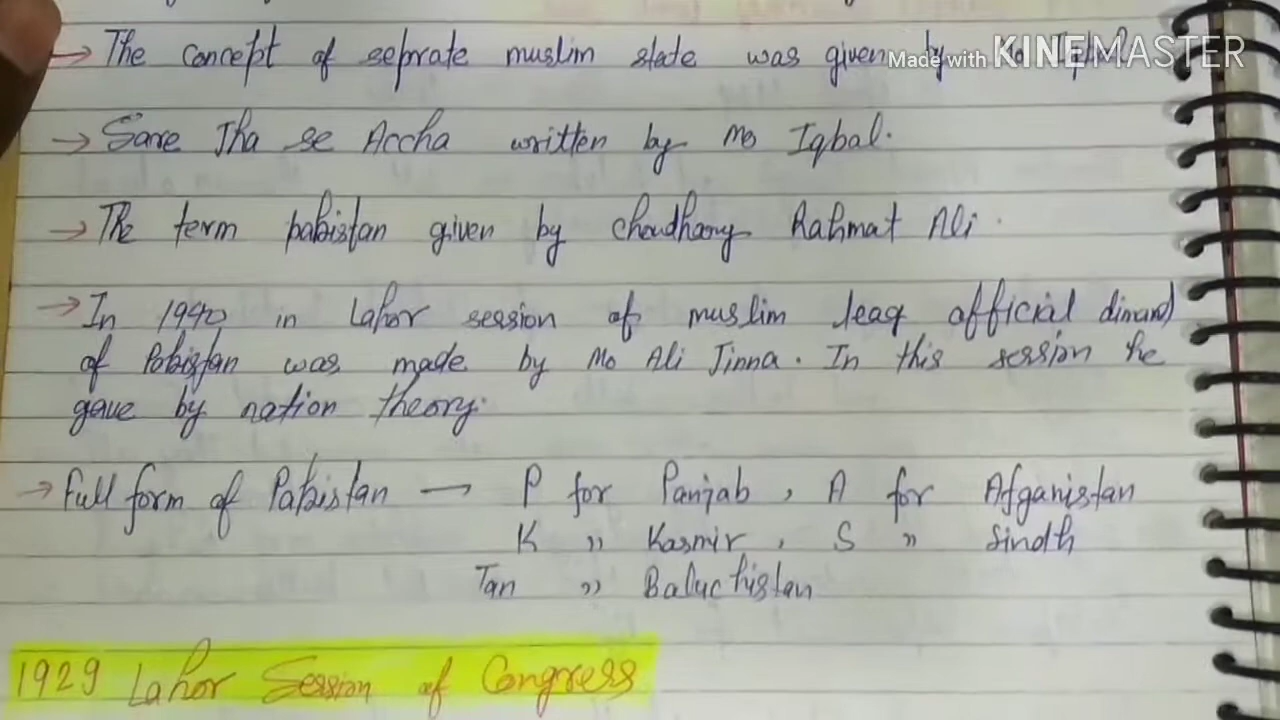 → The concept of seprate muslim state was given by Iqbal
Made with KINEMASTER
→ Sare Jha se Accha written by Mo Iqbal.
→ The term pakistan given by choudhary Rahmat Ali.
→ In 1940 in Lahor session of muslim leag official dimand
of Pakistan was made by Mo Ali Jinna. In this session he
gave by nation theory.
→ Full form of Pakistan — P for Panjab, A for Afganistan
K " Kasmir, S " Sindh
Tan " Baluchistan
1929 Lahor Session of Congress